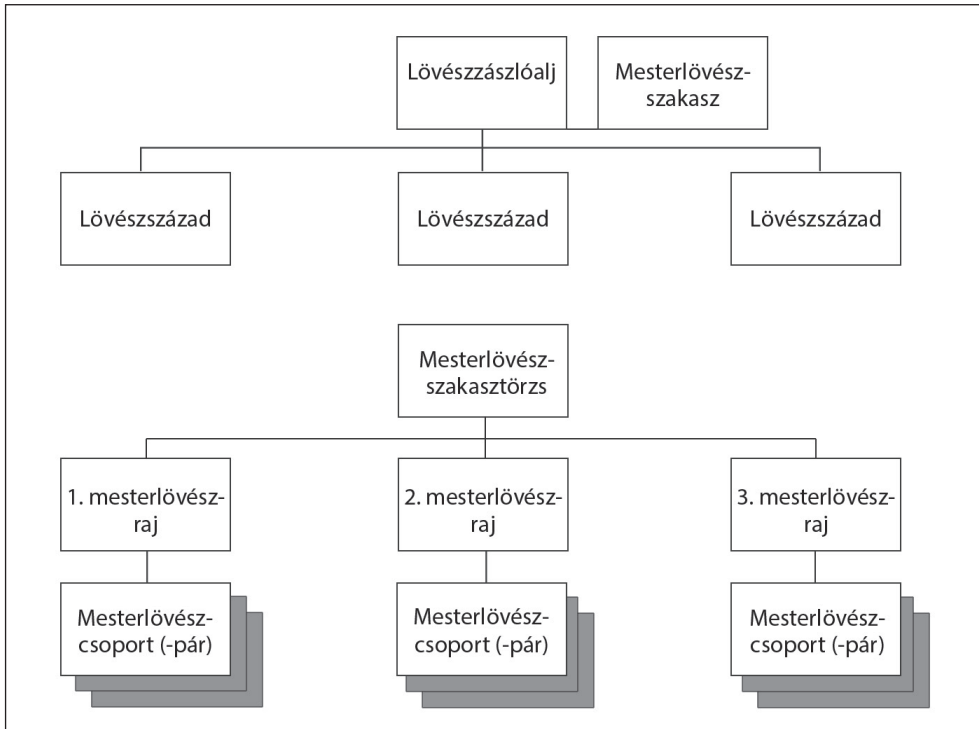 Lövészzászlóalj
Mesterlövész-
szakasz
Lövészszázad
Lövészszázad
Lövészszázad
Mesterlövész-
szakasztörzs
1. mesterlövész-
raj
2. mesterlövész-
raj
3. mesterlövész-
raj
Mesterlövész-
csoport (-pár)
Mesterlövész-
csoport (-pár)
Mesterlövész-
csoport (-pár)